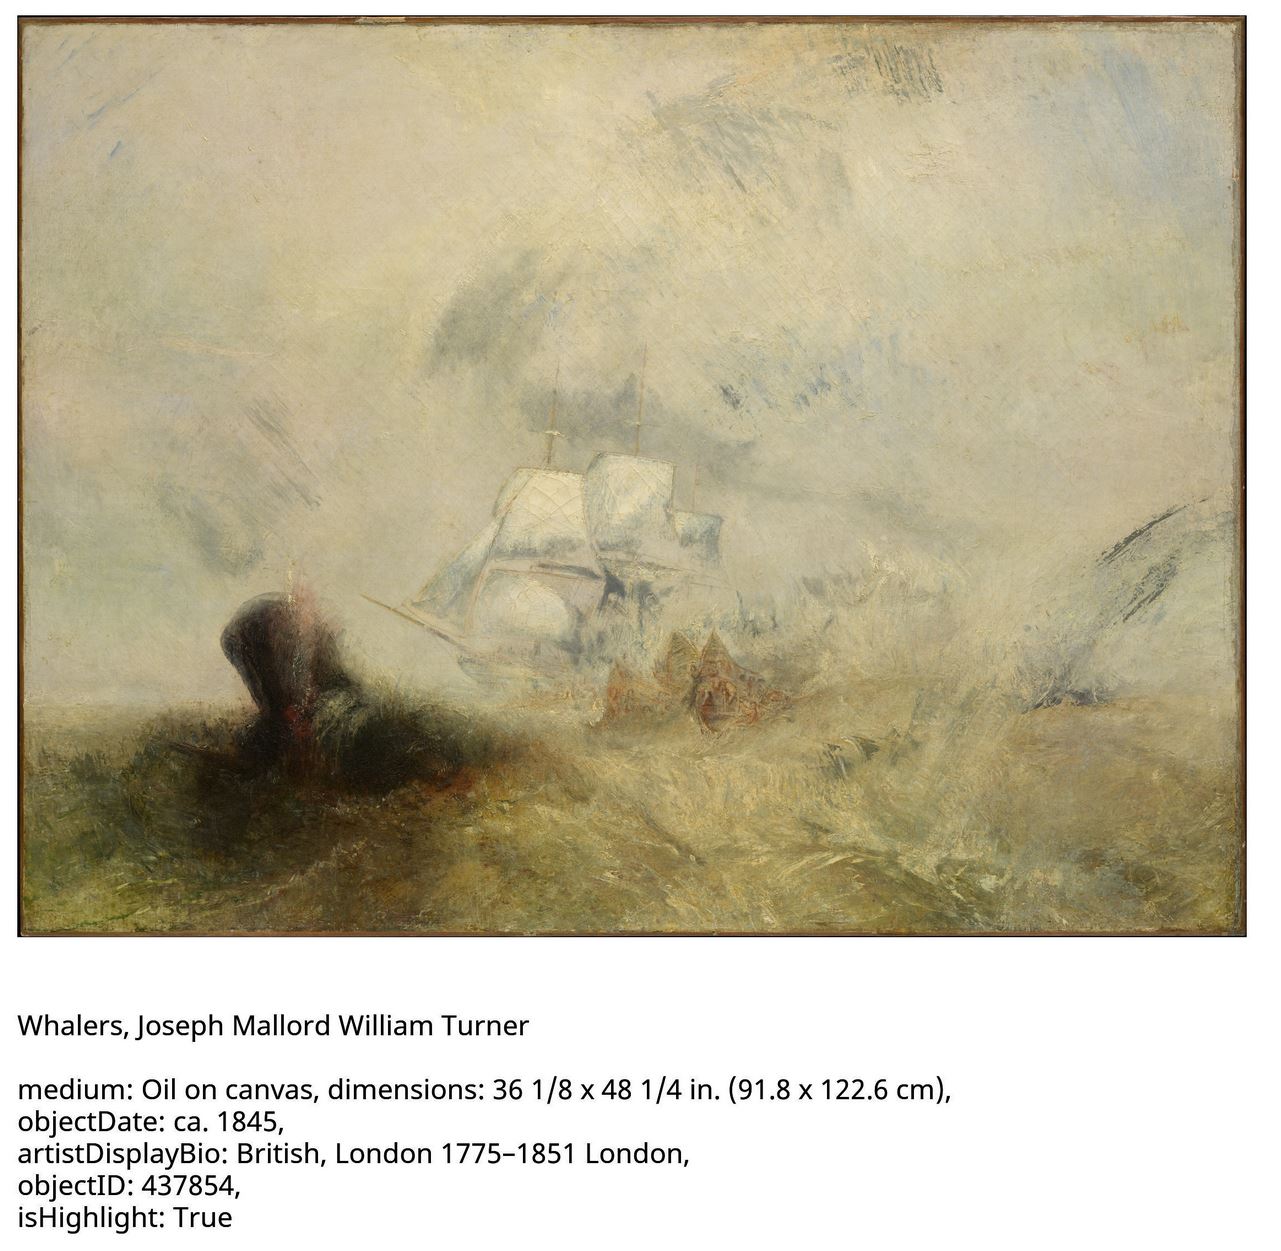 Whalers, Joseph Mallord William Turner
medium: Oil on canvas, dimensions: 36 1/8 x 48 1/4 in. (91.8 x 122.6 cm),
objectDate: ca. 1845,
artistDisplayBio: British, London 1775–1851 London,
objectID: 437854,
isHighlight: True